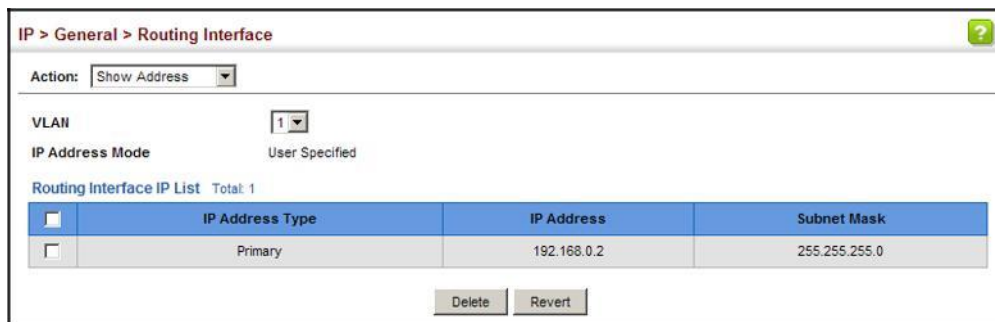 IP > General > Routing Interface
?
Action: Show Address
VLAN 1
IP Address Mode User Specified
Routing Interface IP List Total: 1
IP Address Type IP Address Subnet Mask
Primary 192.168.0.2 255.255.255.0
Delete Revert